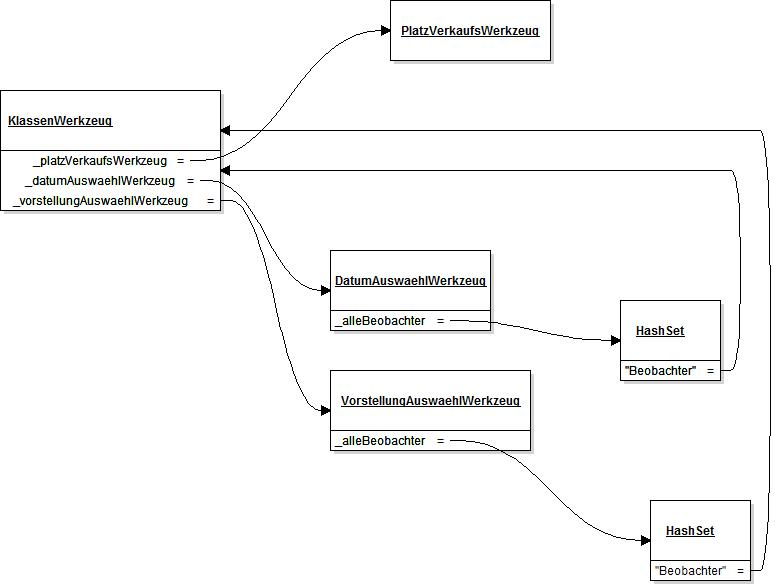 PlatzVerkaufsWerkzeug
KlassenWerkzeug
_platzVerkaufsWerkzeug =
_datumAuswaehlWerkzeug =
_vorstellungAuswaehlWerkzeug =
DatumAuswaehlWerkzeug
_alleBeobachter =
HashSet
"Beobachter" =
VorstellungAuswaehlWerkzeug
_alleBeobachter =
HashSet
"Beobachter" =